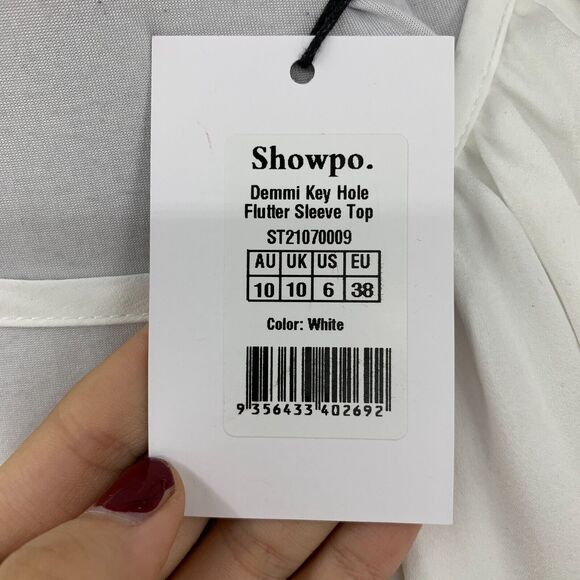 Showpo.
Demmi Key Hole
Flutter Sleeve Top
ST21070009
AU UK US EU
10 10 6 38
Color: White
9 356433 402692